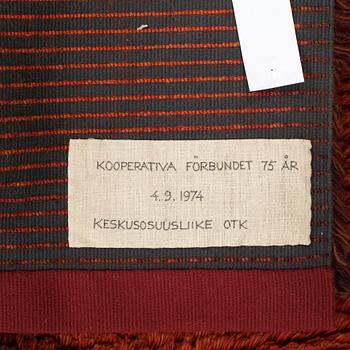 KOOPERATIVA FÖRBUNDET 75 ÅR
4.9.1974
KESKUSOSUUSLIIKE OTK